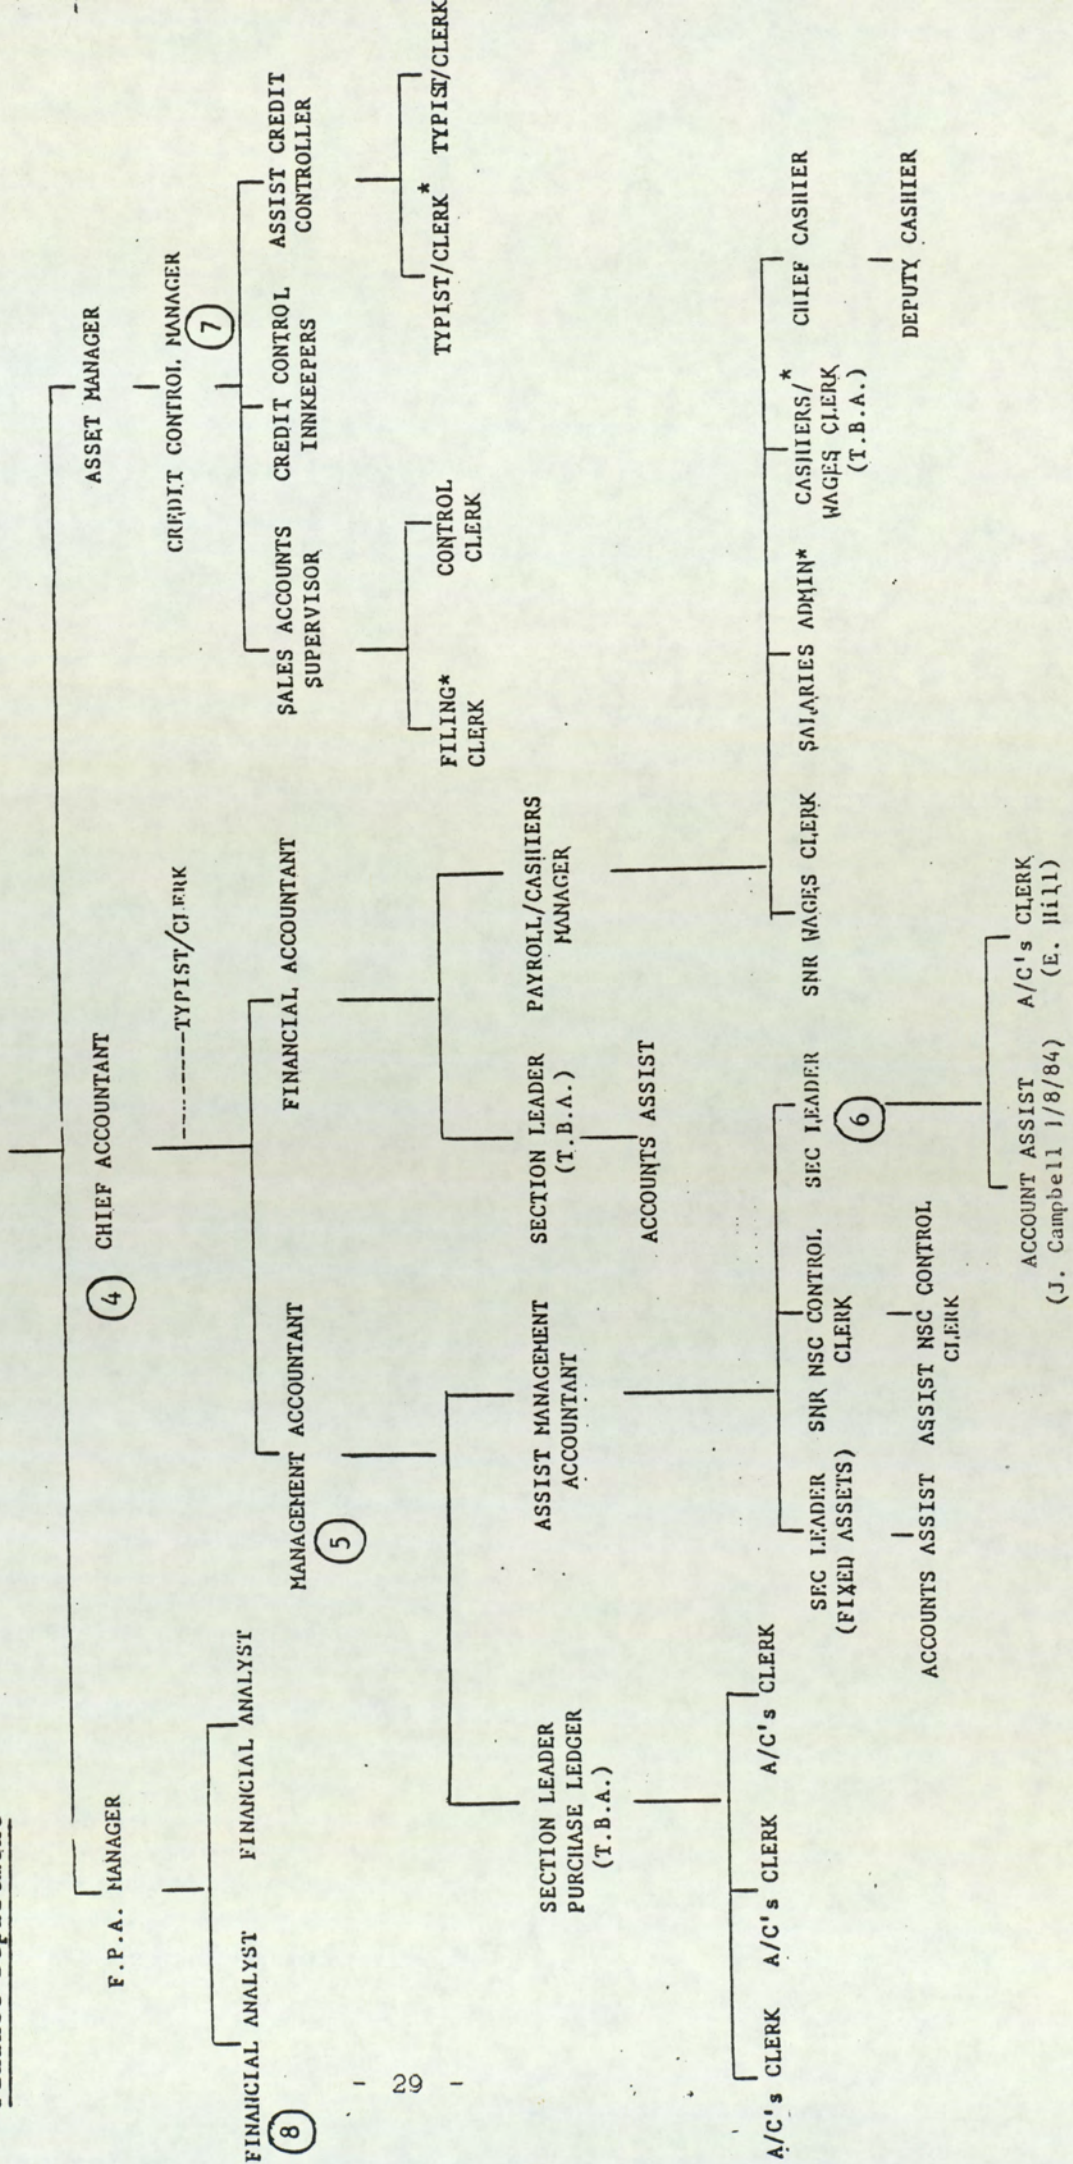 F.P.A. MANAGER
CHIEF ACCOUNTANT
ASSET MANAGER
4
-------TYPIST/CLERK
CREDIT CONTROL MANAGER
7
FINANCIAL ANALYST
FINANCIAL ANALYST
8
MANAGEMENT ACCOUNTANT
5
FINANCIAL ACCOUNTANT
SALES ACCOUNTS
SUPERVISOR
CREDIT CONTROL
INNKEEPERS
ASSIST CREDIT
CONTROLLER
FILING*
CLERK
CONTROL
CLERK
TYPIST/CLERK*
TYPIST/CLERK
SECTION LEADER
PURCHASE LEDGER
(T.B.A.)
ASSIST MANAGEMENT
ACCOUNTANT
SECTION LEADER
(T.B.A.)
PAYROLL/CASHIERS
MANAGER
ACCOUNTS ASSIST
A/C's CLERK
A/C's CLERK
A/C's CLERK
SEC LEADER
(FIXED ASSETS)
SNR NSC CONTROL
CLERK
SEC LEADER
6
SNR WAGES CLERK
SALARIES ADMIN*
CASHIERS/*
WAGES CLERK
(T.B.A.)
CHIEF CASHIER
ACCOUNTS ASSIST
ASSIST NSC CONTROL
CLERK
DEPUTY CASHIER
ACCOUNT ASSIST
(J. Campbell 1/8/84)
A/C's CLERK
(E. Hill)
- 29 -